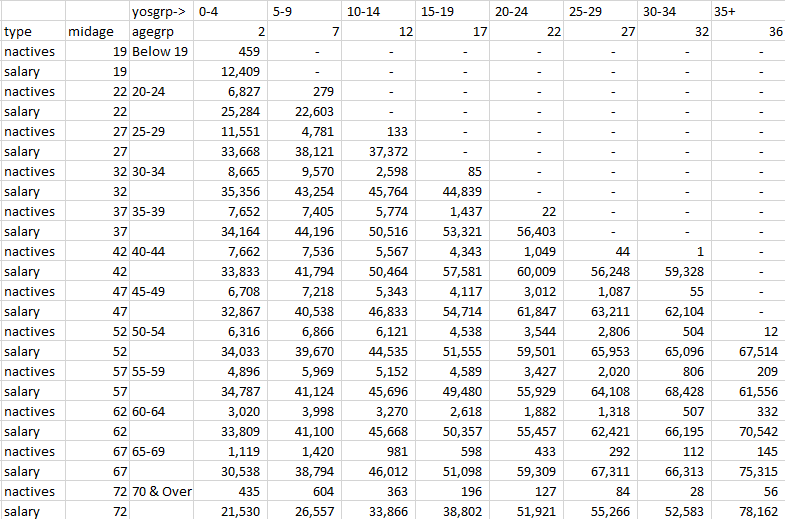 yosgrp-> 0-4 5-9 10-14 15-19 20-24 25-29 30-34 35+
type midage agegrp 2 7 12 17 22 27 32 36
nactives 19 Below 19 459 - - - - - - -
salary 19 12,409 - - - - - - -
nactives 22 20-24 6,827 279 - - - - - -
salary 22 25,284 22,603 - - - - - -
nactives 27 25-29 11,551 4,781 133 - - - - -
salary 27 33,668 38,121 37,372 - - - - -
nactives 32 30-34 8,665 9,570 2,598 85 - - - -
salary 32 35,356 43,254 45,764 44,839 - - - -
nactives 37 35-39 7,652 7,405 5,774 1,437 22 - - -
salary 37 34,164 44,196 50,516 53,321 56,403 - - -
nactives 42 40-44 7,662 7,536 5,567 4,343 1,049 44 1 -
salary 42 33,833 41,794 50,464 57,581 60,009 56,248 59,328 -
nactives 47 45-49 6,708 7,218 5,343 4,117 3,012 1,087 55 -
salary 47 32,867 40,538 46,833 54,714 61,847 63,211 62,104 -
nactives 52 50-54 6,316 6,866 6,121 4,538 3,544 2,806 504 12
salary 52 34,033 39,670 44,535 51,555 59,501 65,953 65,096 67,514
nactives 57 55-59 4,896 5,969 5,152 4,589 3,427 2,020 806 209
salary 57 34,787 41,124 45,696 49,480 55,929 64,108 68,428 61,556
nactives 62 60-64 3,020 3,998 3,270 2,618 1,882 1,318 507 332
salary 62 33,809 41,100 45,668 50,357 55,457 62,421 66,195 70,542
nactives 67 65-69 1,119 1,420 981 598 433 292 112 145
salary 67 30,538 38,794 46,012 51,098 59,309 67,311 66,313 75,315
nactives 72 70 & Over 435 604 363 196 127 84 28 56
salary 72 21,530 26,557 33,866 38,802 51,921 55,266 52,583 78,162